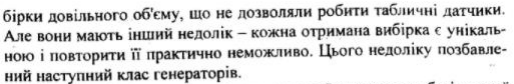 бірки довільного об'єму, що не дозволяли робити табличні датчики.
Але вони мають інший недолік – кожна отримана вибірка є унікаль-
ною і повторити її практично неможливо. Цього недоліку позбавле-
ний наступний клас генераторів.